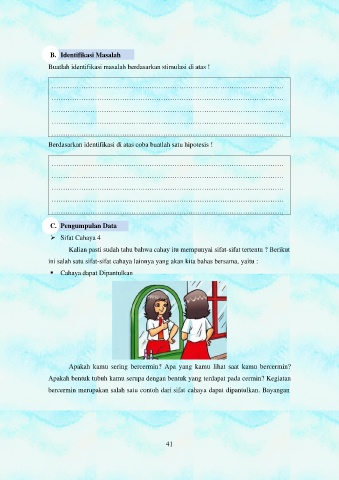 B. Identifikasi Masalah
Buatlah identifikasi masalah berdasarkan stimulasi di atas !
Berdasarkan identifikasi di atas coba buatlah satu hipotesis !
C. Pengumpulan Data
➢ Sifat Cahaya 4
Kalian pasti sudah tahu bahwa cahay itu mempunyai sifat-sifat tertentu ? Berikut
ini salah satu sifat-sifat cahaya lainnya yang akan kita bahas bersama, yaitu :
▪ Cahaya dapat Dipantulkan
Apakah kamu sering bercermin? Apa yang kamu lihat saat kamu bercermin?
Apakah bentuk tubuh kamu serupa dengan bentuk yang terdapat pada cermin? Kegiatan
bercermin merupakan salah satu contoh dari sifat cahaya dapat dipantulkan. Bayangan
41